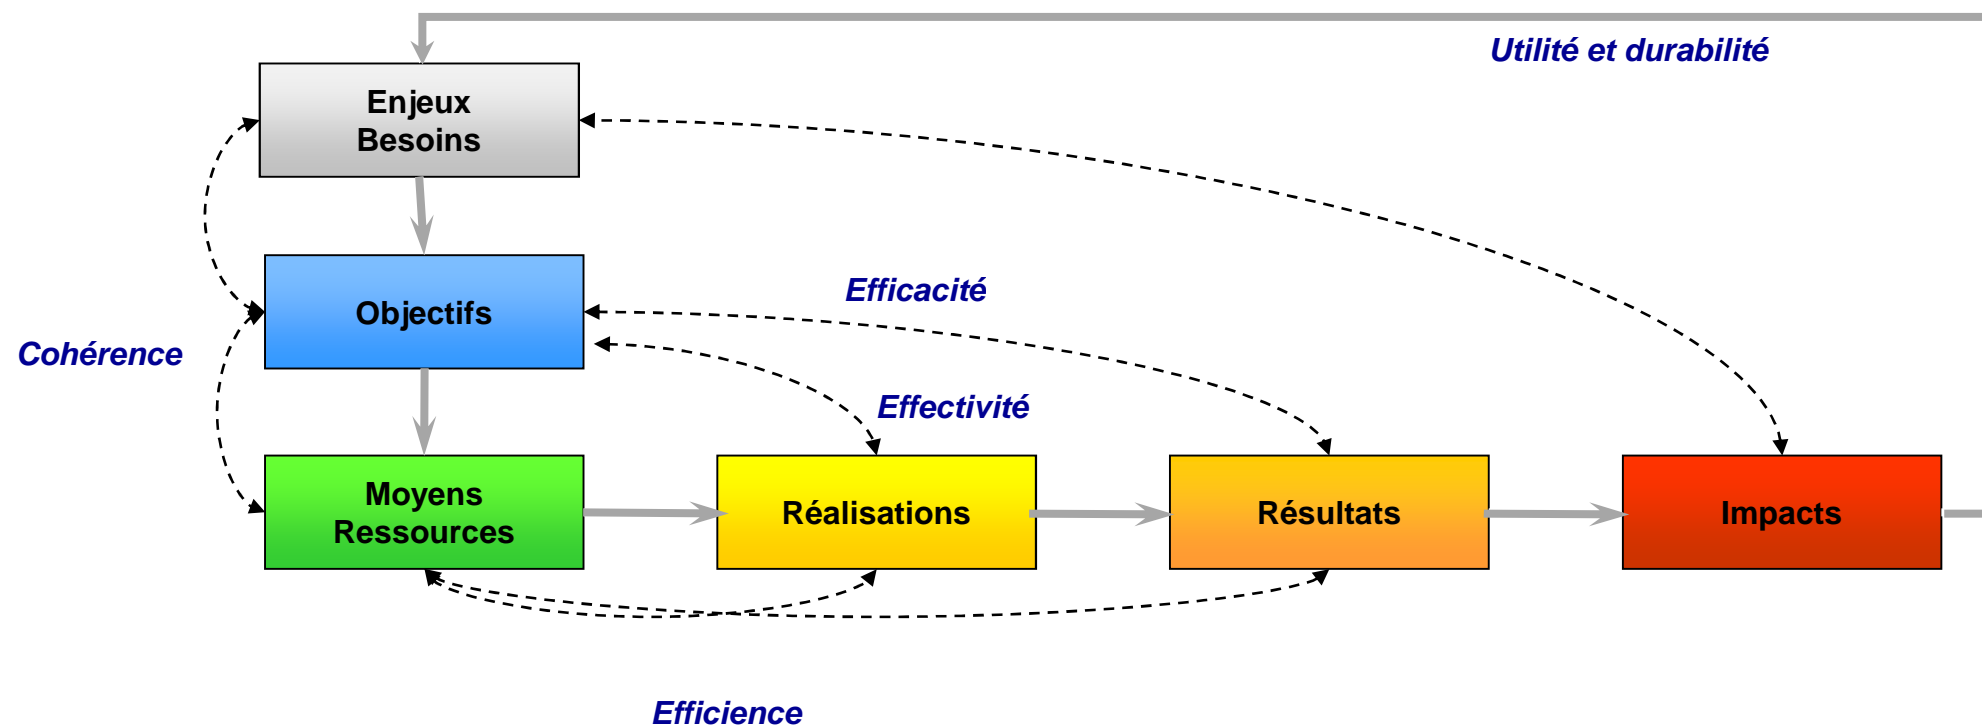 Utilité et durabilité
Enjeux
Besoins
Efficacité
Objectifs
Cohérence
Effectivité
Moyens
Ressources
Réalisations
Résultats
Impacts
Efficience